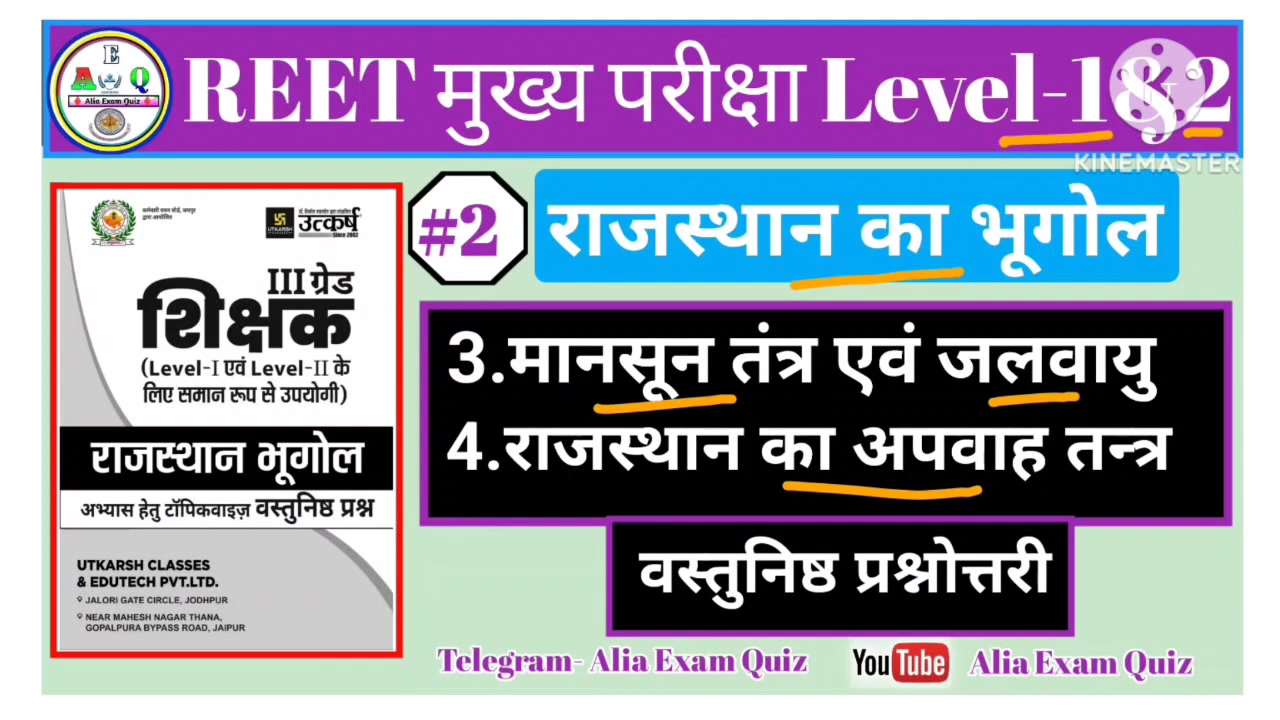 E
A Q
Alia Exam Quiz
REET मुख्य परीक्षा Level-1&2
KINEMASTER
#2 राजस्थान का भूगोल
3.मानसून तंत्र एवं जलवायु
4.राजस्थान का अपवाह तन्त्र
वस्तुनिष्ठ प्रश्नोत्तरी
कर्मचारी चयन बोर्ड, जयपुर
द्वारा आयोजित
UTKARSH
उत्कर्ष
Since 2002
III ग्रेड
शिक्षक
(Level-I एवं Level-II के
लिए समान रूप से उपयोगी)
राजस्थान भूगोल
अभ्यास हेतु टॉपिकवाइज़ वस्तुनिष्ठ प्रश्न
UTKARSH CLASSES
& EDUTECH PVT.LTD.
JALORI GATE CIRCLE, JODHPUR
NEAR MAHESH NAGAR THANA,
GOPALPURA BYPASS ROAD, JAIPUR
Telegram- Alia Exam Quiz
YouTube Alia Exam Quiz